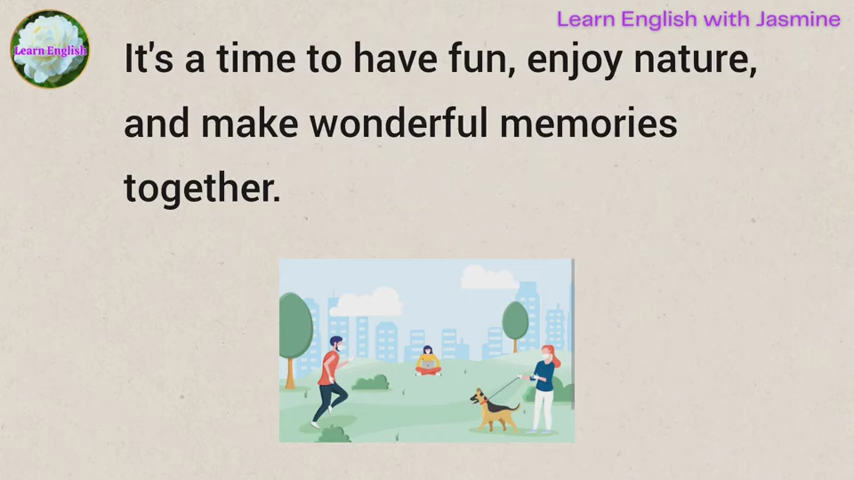 Learn English with Jasmine
Learn English
It's a time to have fun, enjoy nature,
and make wonderful memories
together.